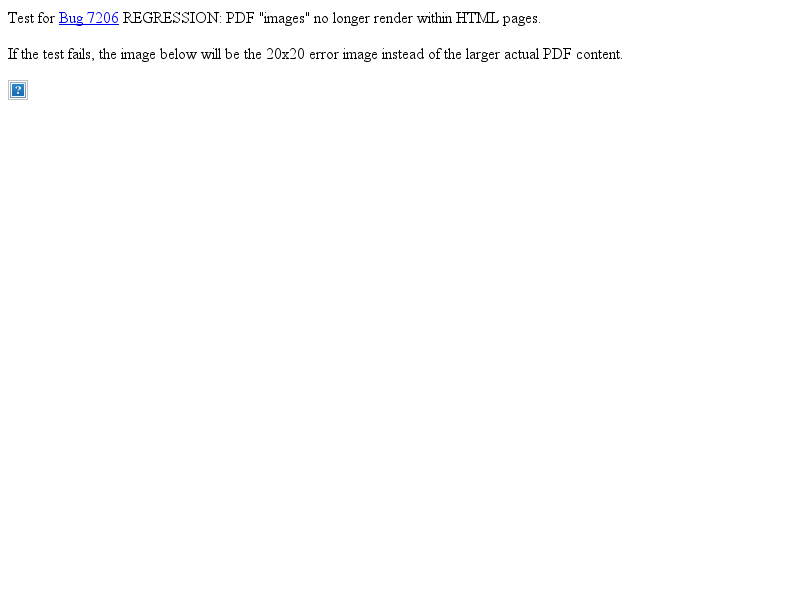 Test for Bug 7206 REGRESSION: PDF "images" no longer render within HTML pages.
If the test fails, the image below will be the 20x20 error image instead of the larger actual PDF content.
?